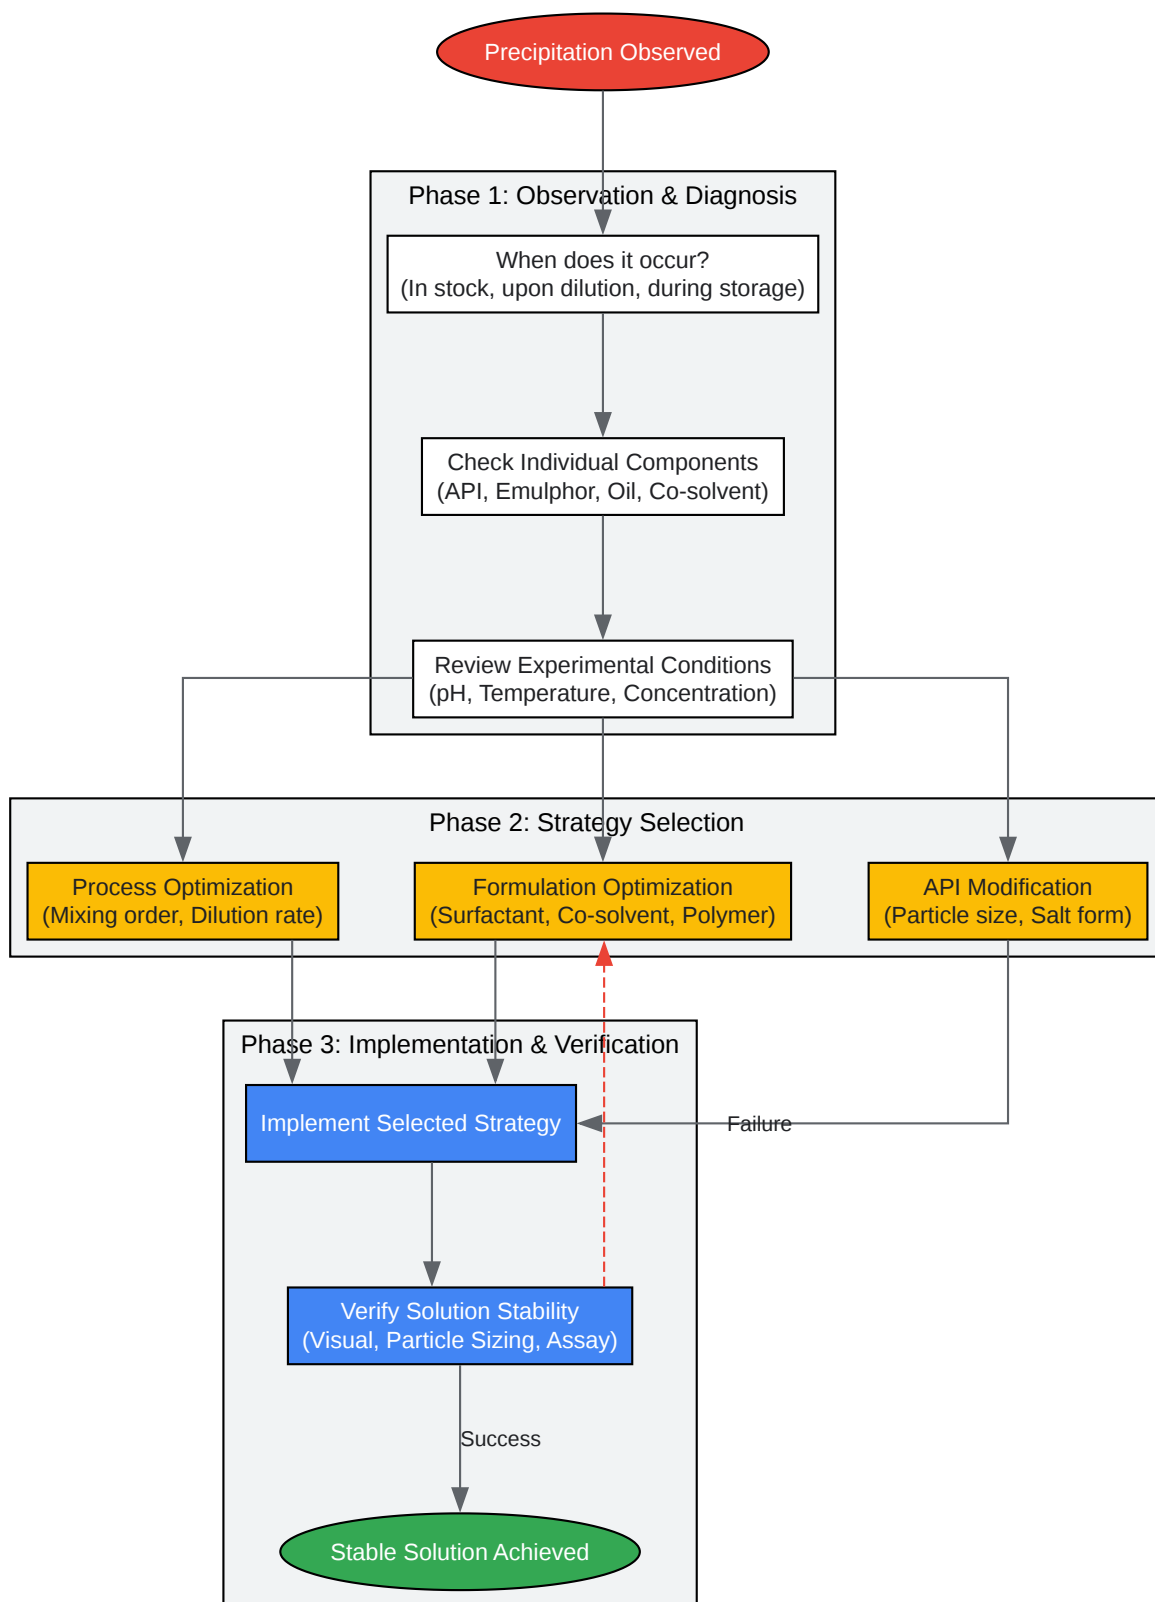 Precipitation Observed
Phase 1: Observation & Diagnosis
When does it occur?
(In stock, upon dilution, during storage)
Check Individual Components
(API, Emulphor, Oil, Co-solvent)
Review Experimental Conditions
(pH, Temperature, Concentration)
Phase 2: Strategy Selection
Process Optimization
(Mixing order, Dilution rate)
Formulation Optimization
(Surfactant, Co-solvent, Polymer)
API Modification
(Particle size, Salt form)
Phase 3: Implementation & Verification
Implement Selected Strategy
Failure
Verify Solution Stability
(Visual, Particle Sizing, Assay)
Success
Stable Solution Achieved